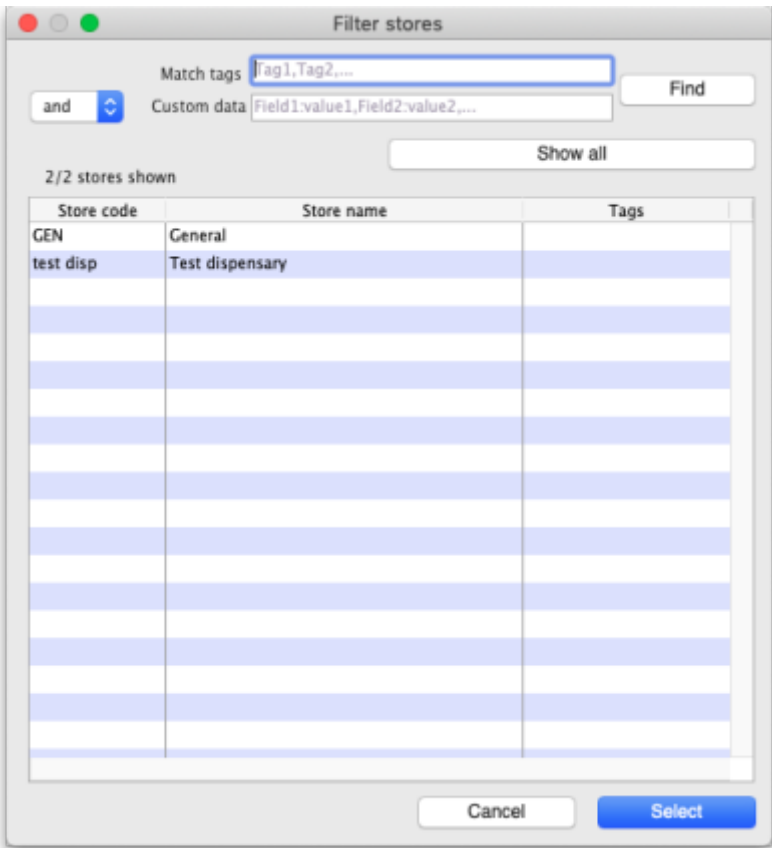 Filter stores
Match tags Tag1,Tag2,...
Find
and
Custom data Field1:value1,Field2:value2,...
Show all
2/2 stores shown
Store code Store name Tags
GEN General
test disp Test dispensary
Cancel Select